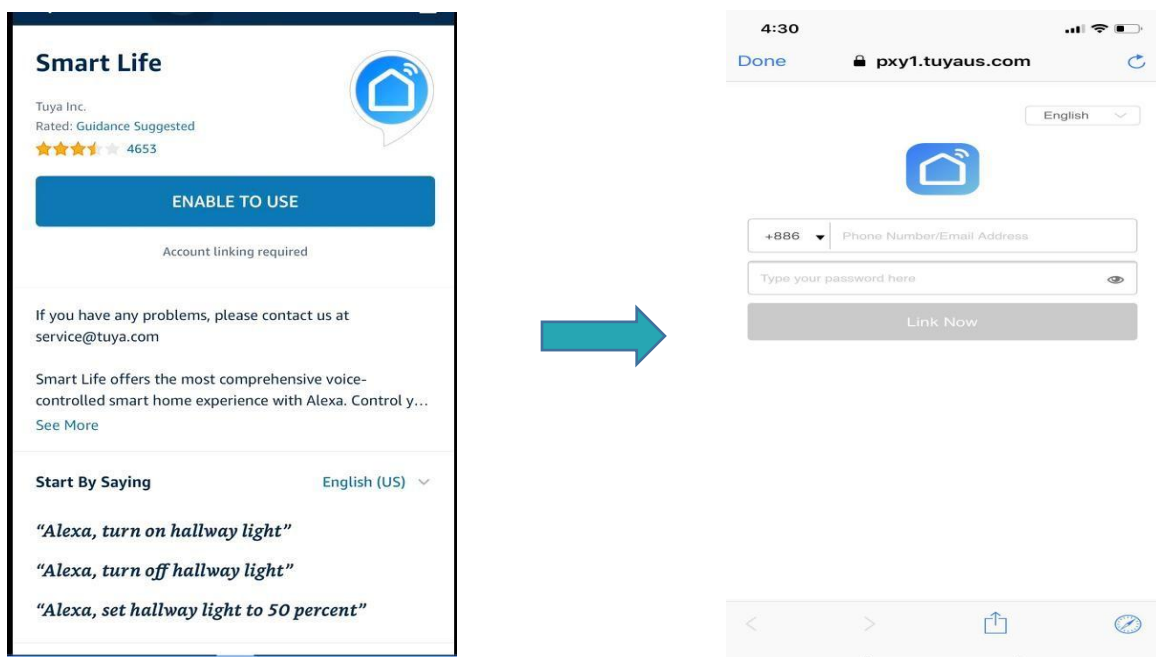 Smart Life
Tuya Inc.
Rated: Guidance Suggested
4653
ENABLE TO USE
Account linking required
If you have any problems, please contact us at
service@tuya.com
Smart Life offers the most comprehensive voice-
controlled smart home experience with Alexa. Control y...
See More
Start By Saying English (US)
“Alexa, turn on hallway light”
“Alexa, turn off hallway light”
“Alexa, set hallway light to 50 percent”
4:30
Done pxy1.tuyaus.com
English
+886 Phone Number/Email Address
Type your password here
Link Now